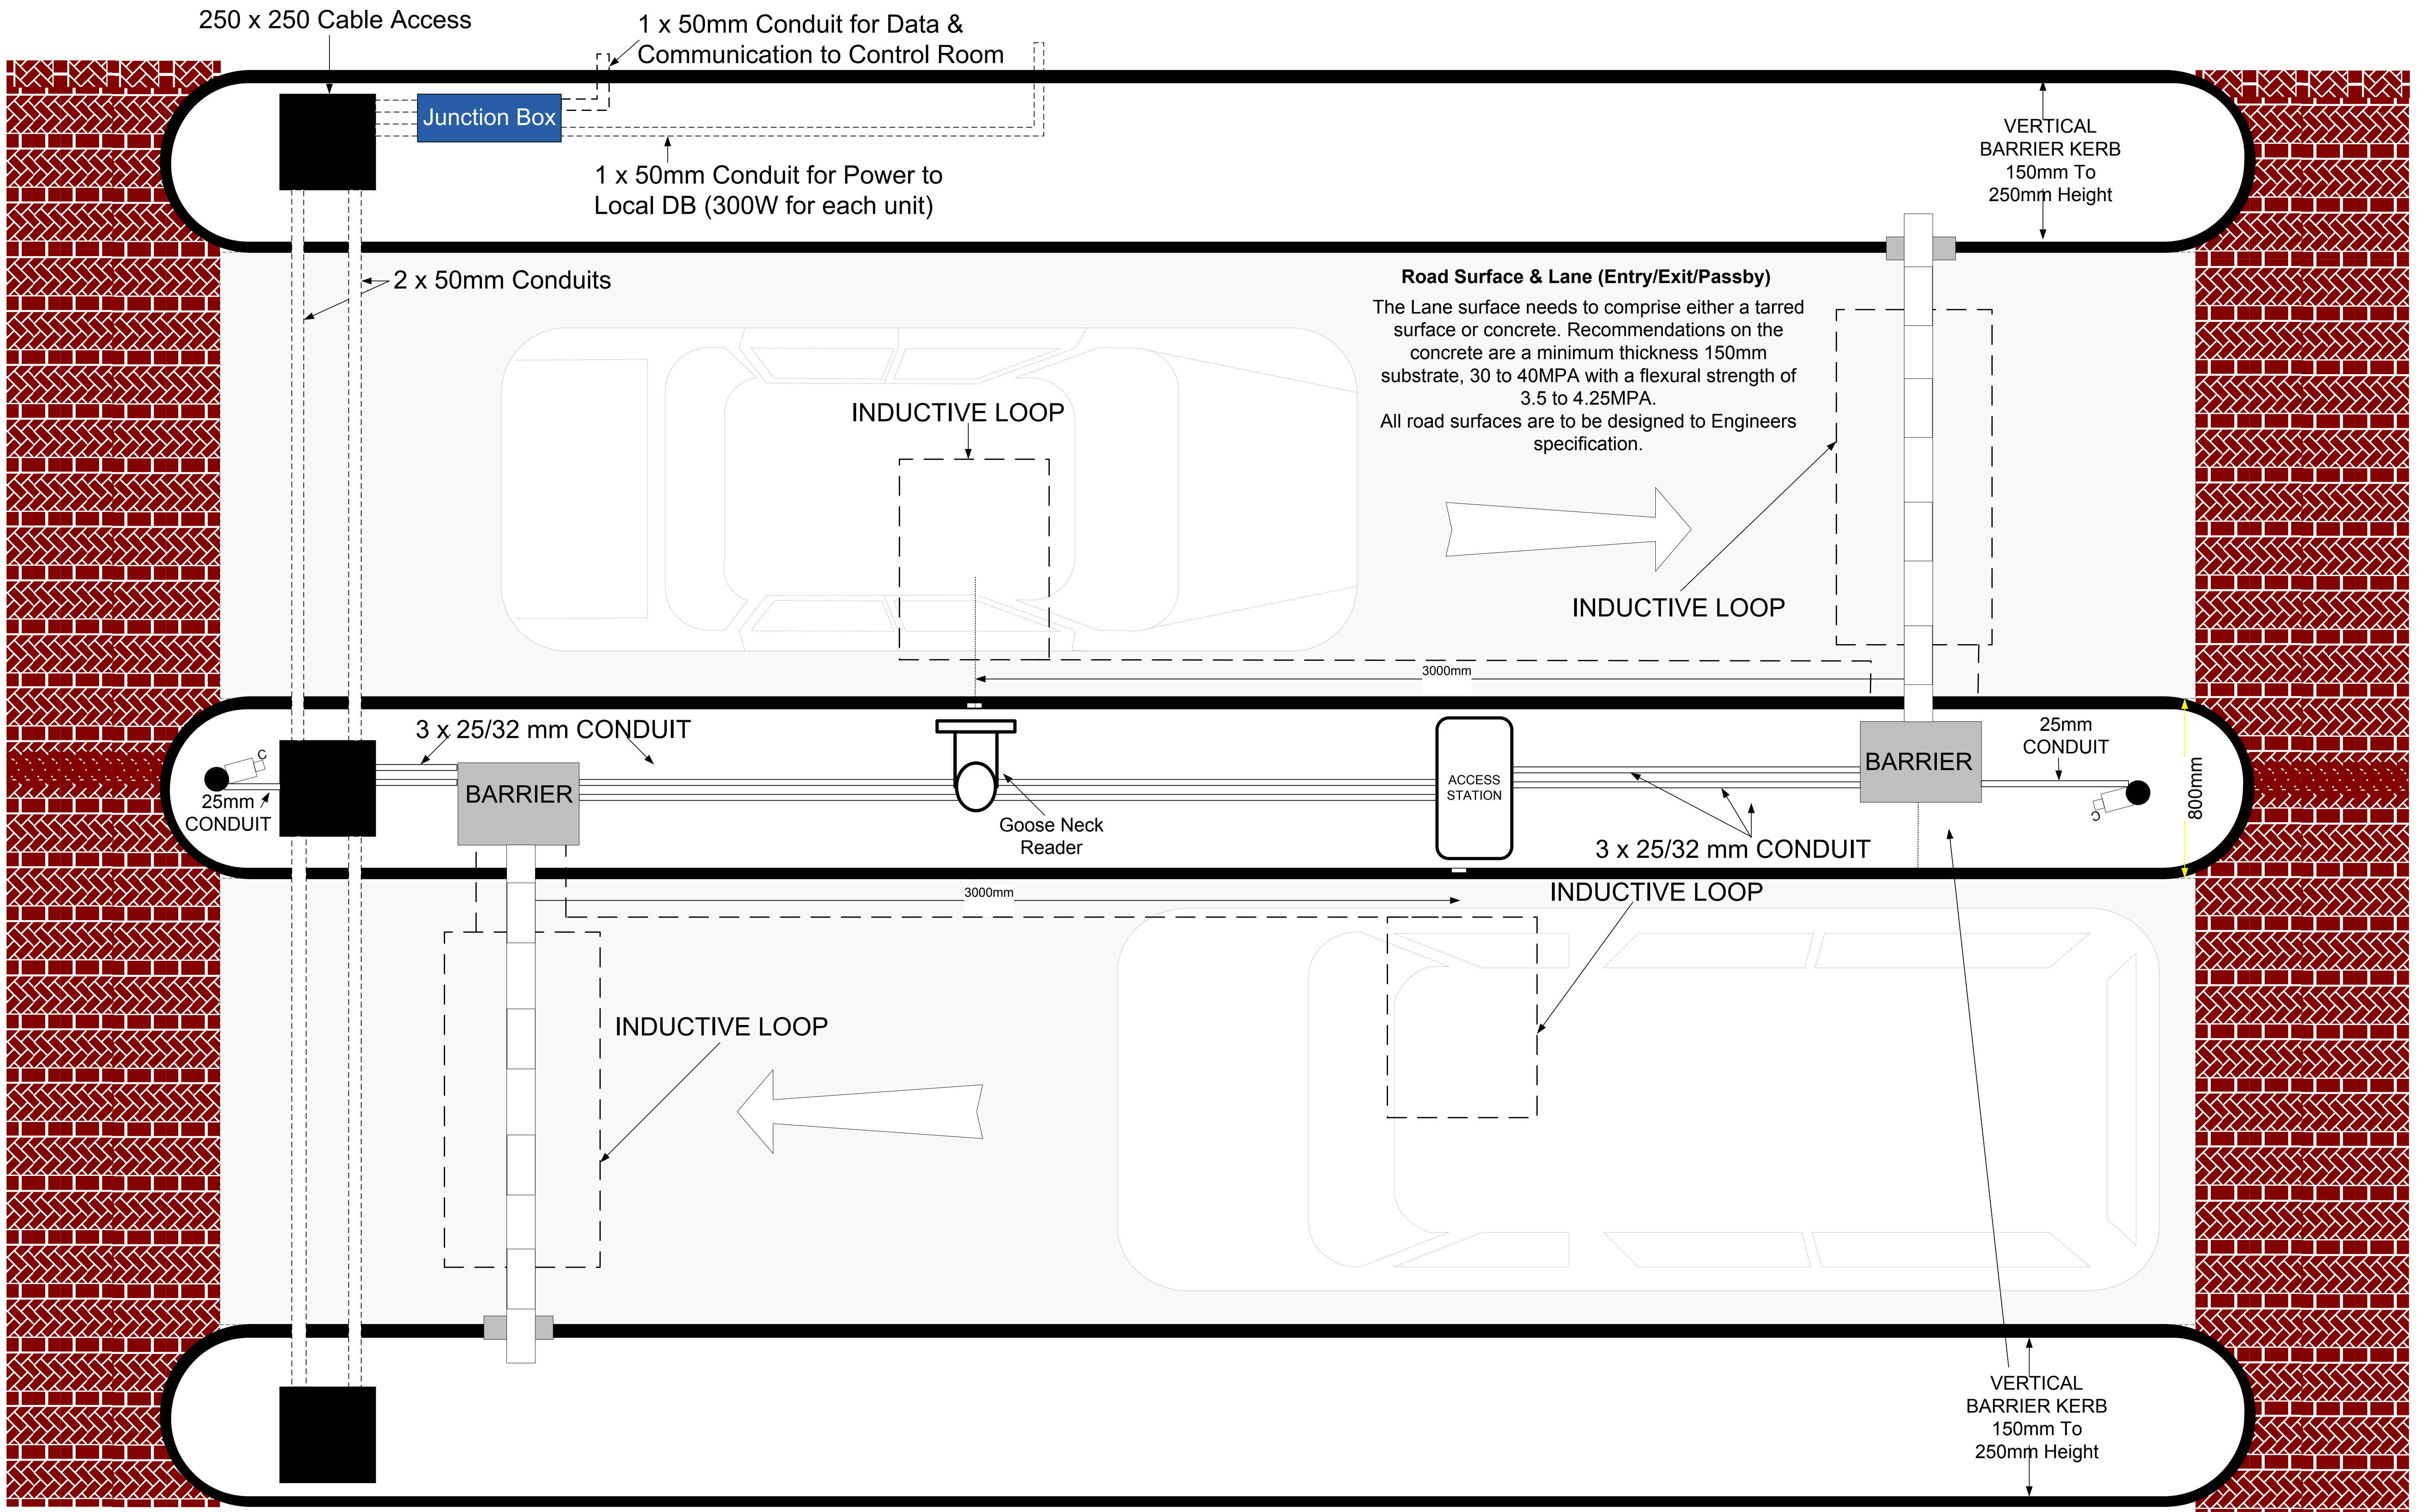 250 x 250 Cable Access
1 x 50mm Conduit for Data &
Communication to Control Room
Junction Box
1 x 50mm Conduit for Power to
Local DB (300W for each unit)
VERTICAL
BARRIER KERB
150mm To
250mm Height
2 x 50mm Conduits
Road Surface & Lane (Entry/Exit/Passby)
The Lane surface needs to comprise either a tarred
surface or concrete. Recommendations on the
concrete are a minimum thickness 150mm
substrate, 30 to 40MPA with a flexural strength of
3.5 to 4.25MPA.
All road surfaces are to be designed to Engineers
specification.
INDUCTIVE LOOP
INDUCTIVE LOOP
3000mm
3 x 25/32 mm CONDUIT
C
25mm
CONDUIT
BARRIER
Goose Neck
Reader
ACCESS
STATION
BARRIER
25mm
CONDUIT
C
800mm
3 x 25/32 mm CONDUIT
3000mm
INDUCTIVE LOOP
INDUCTIVE LOOP
VERTICAL
BARRIER KERB
150mm To
250mm Height